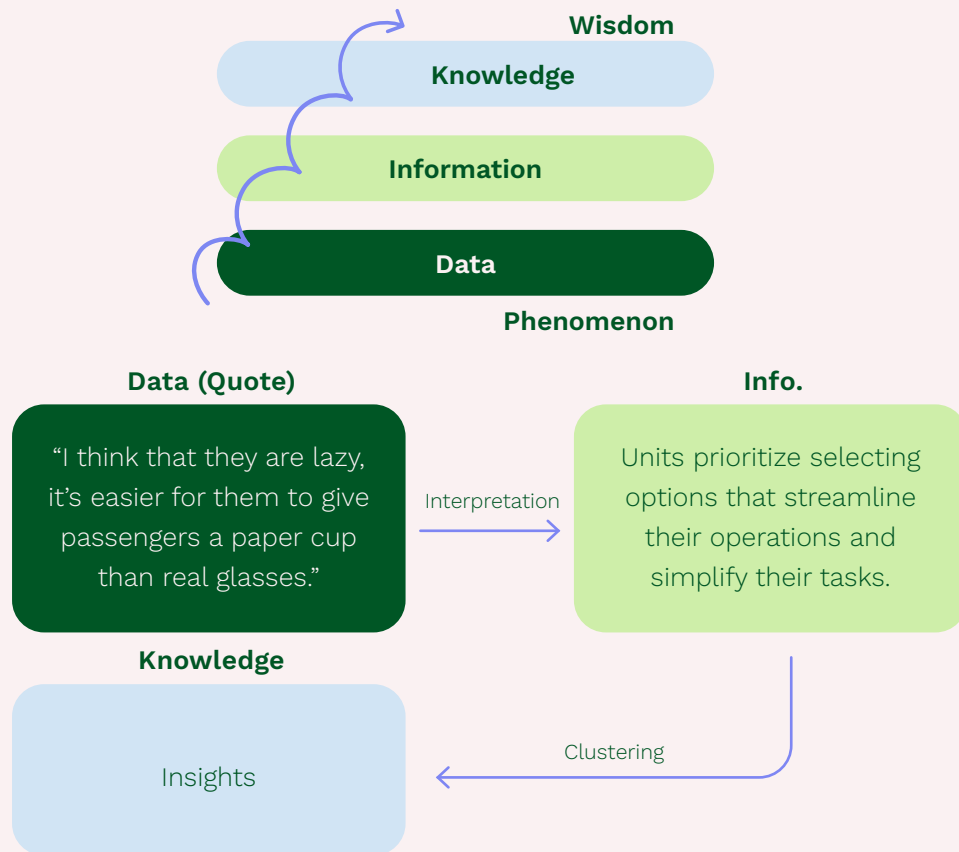 Wisdom
Knowledge
Information
Data
Phenomenon
Data (Quote)
“I think that they are lazy,
it’s easier for them to give
passengers a paper cup
than real glasses.”
Interpretation
Info.
Units prioritize selecting
options that streamline
their operations and
simplify their tasks.
Knowledge
Insights
Clustering